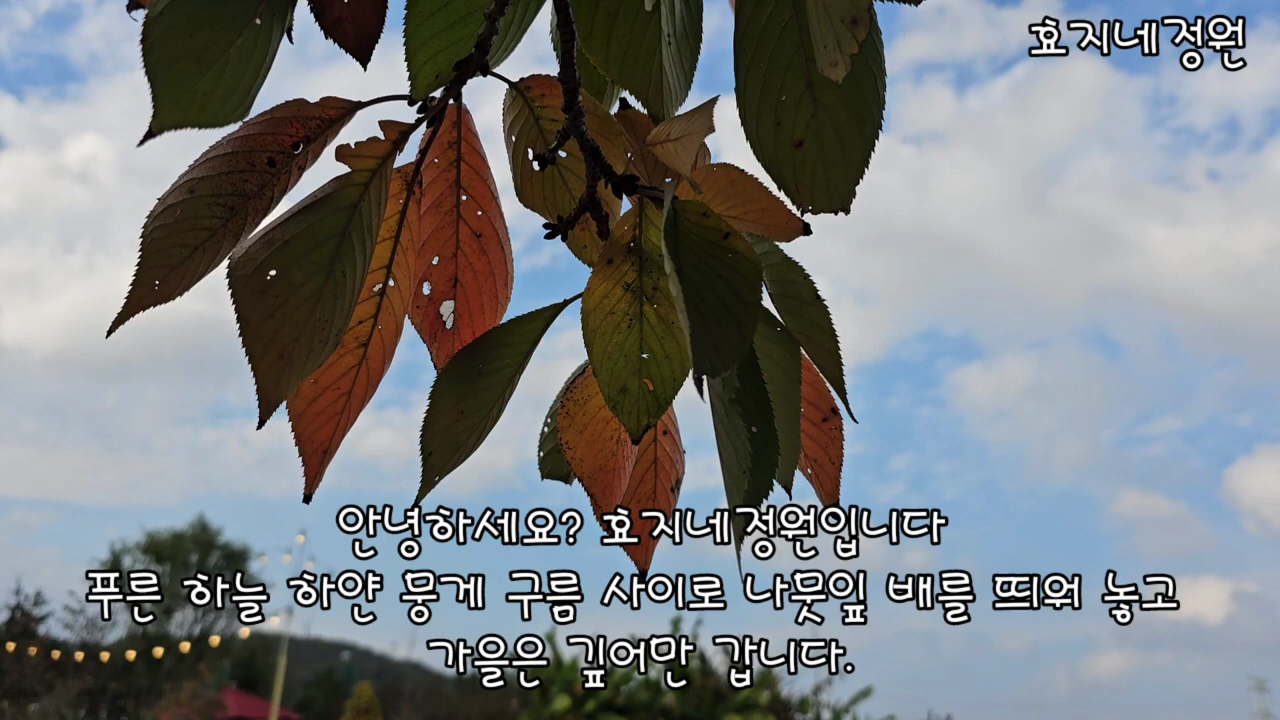 효지네정원
안녕하세요? 효지네정원입니다
푸른 하늘 하얀 뭉게 구름 사이로 나뭇잎 배를 띄워 놓고
가을은 깊어만 갑니다.